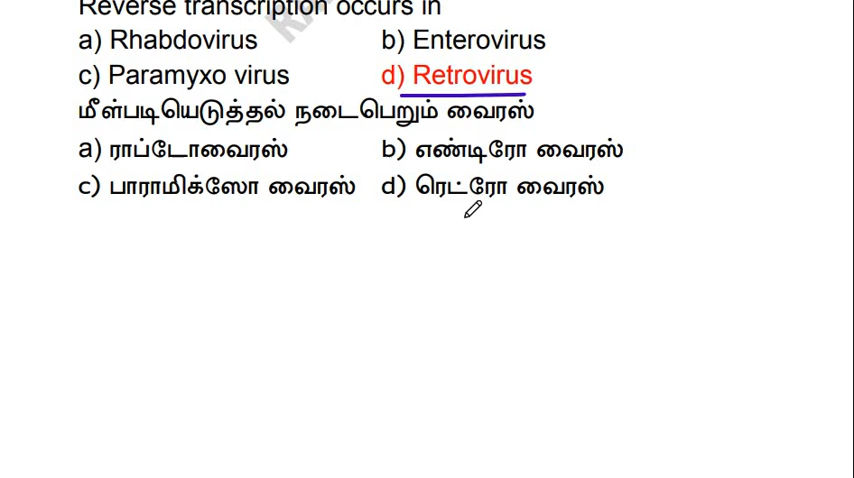 Reverse transcription occurs in
a) Rhabdovirus b) Enterovirus
c) Paramyxo virus d) Retrovirus
மீள்படியெடுத்தல் நடைபெறும் வைரஸ்
a) ராப்டோவைரஸ் b) எண்டிரோ வைரஸ்
c) பாராமிக்ஸோ வைரஸ் d) ரெட்ரோ வைரஸ்